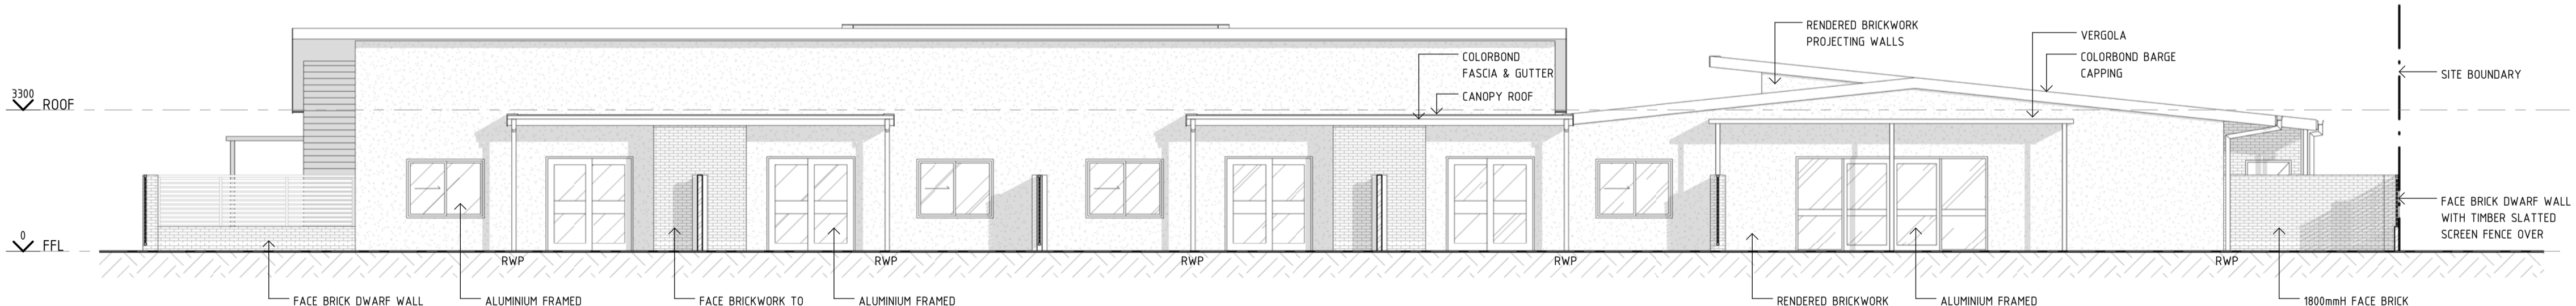 RENDERED BRICKWORK
PROJECTING WALLS
VERGOLA
COLORBOND
FASCIA & GUTTER
COLORBOND BARGE
CAPPING
SITE BOUNDARY
CANOPY ROOF
3300
ROOF
FACE BRICK DWARF WALL
WITH TIMBER SLATTED
SCREEN FENCE OVER
0
FFL
RWP
RWP
RWP
RWP
RWP
FACE BRICK DWARF WALL
ALUMINIUM FRAMED
FACE BRICKWORK TO
ALUMINIUM FRAMED
RENDERED BRICKWORK
ALUMINIUM FRAMED
1800mmH FACE BRICK